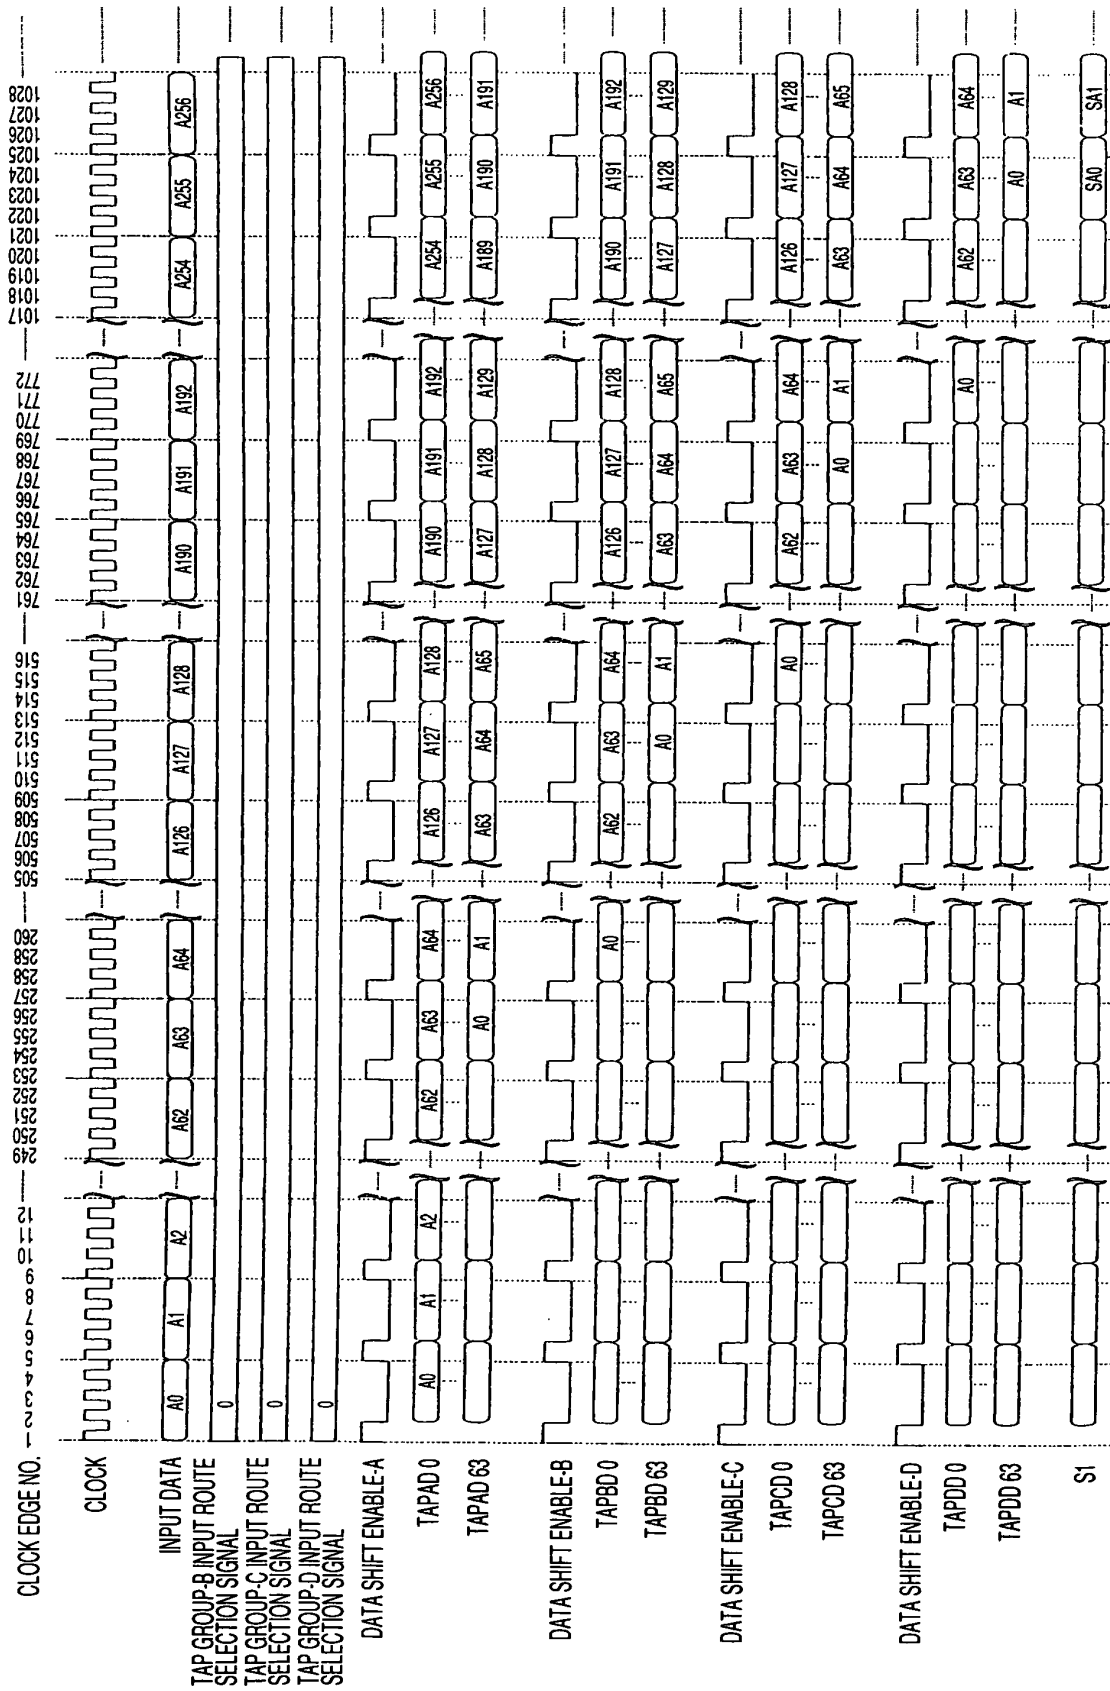 CLOCK EDGE NO. 1 2 3 4 5 6 7 8 9 10 11 12 249 250 251 252 253 254 255 256 257 258 258 260 505 506 507 508 509 510 511 512 513 514 515 516 761 762 763 764 765 766 767 768 769 770 771 772 1017 1018 1019 1020 1021 1022 1023 1024 1025 1026 1027 1028
CLOCK
INPUT DATA A0 A1 A2 A62 A63 A64 A126 A127 A128 A190 A191 A192 A254 A255 A256
TAP GROUP-B INPUT ROUTE
SELECTION SIGNAL 0
TAP GROUP-C INPUT ROUTE
SELECTION SIGNAL 0
TAP GROUP-D INPUT ROUTE
SELECTION SIGNAL 0
DATA SHIFT ENABLE-A
TAPAD 0 A0 A1 A2 A62 A63 A64 A126 A127 A128 A190 A191 A192 A254 A255 A256
TAPAD 63 A0 A1 A63 A64 A65 A127 A128 A129 A189 A190 A191
DATA SHIFT ENABLE-B
TAPBD 0 A0 A62 A63 A64 A126 A127 A128 A190 A191 A192
TAPBD 63 A0 A1 A63 A64 A65 A127 A128 A129
DATA SHIFT ENABLE-C
TAPCD 0 A0 A62 A63 A64 A126 A127 A128
TAPCD 63 A0 A1 A63 A64 A65
DATA SHIFT ENABLE-D
TAPDD 0 A0 A62 A63 A64
TAPDD 63 A0 A1
S1 SA0 SA1